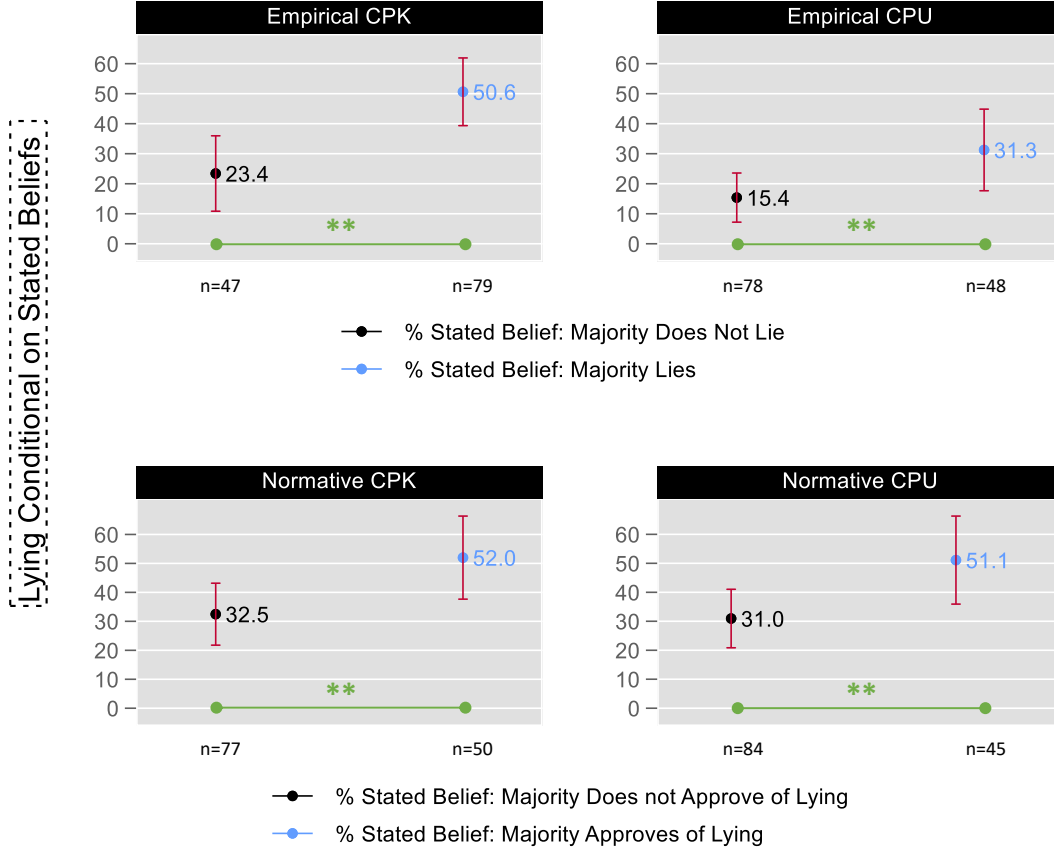 Lying Conditional on Stated Beliefs
Empirical CPK
60
50
40
30
20
10
0
50.6
23.4
**
n=47
n=79
Empirical CPU
60
50
40
30
20
10
0
31.3
15.4
**
n=78
n=48
% Stated Belief: Majority Does Not Lie
% Stated Belief: Majority Lies
Normative CPK
60
50
40
30
20
10
0
52.0
32.5
**
n=77
n=50
Normative CPU
60
50
40
30
20
10
0
51.1
31.0
**
n=84
n=45
% Stated Belief: Majority Does not Approve of Lying
% Stated Belief: Majority Approves of Lying